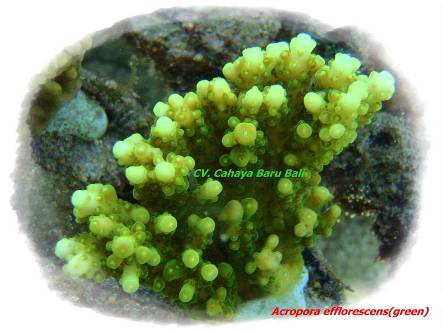 CV. Cahaya Baru Bali
Acropora efflorescens(green)